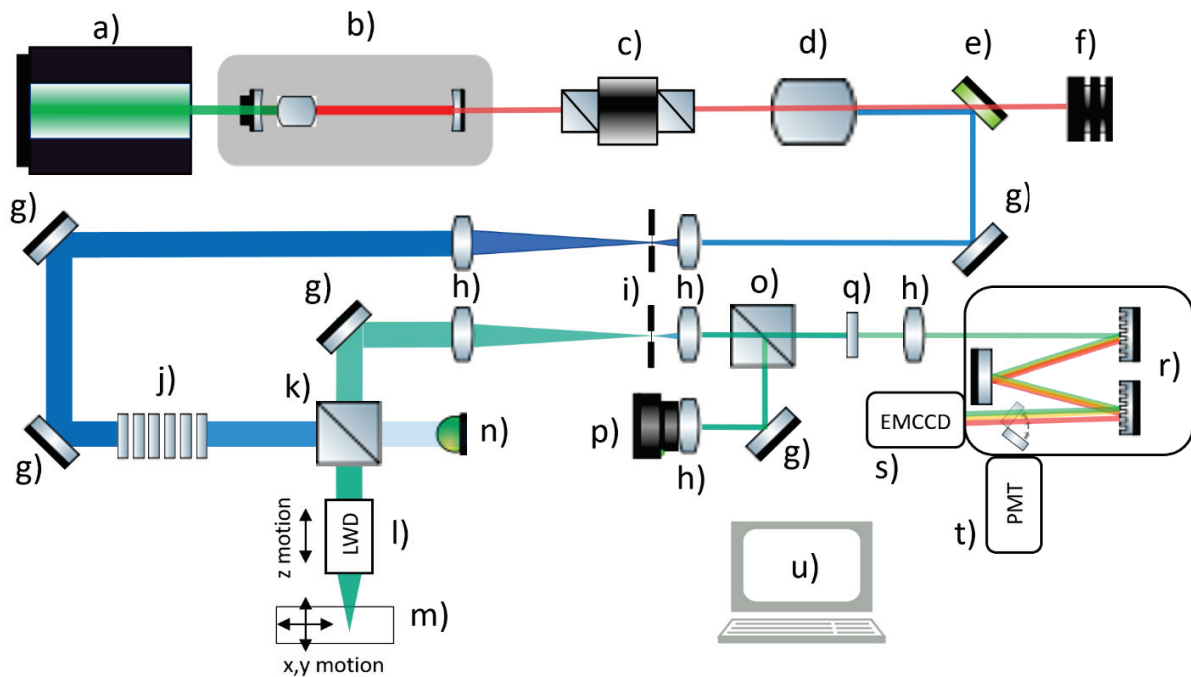 a)
b)
c)
d)
e)
f)
g)
g)
h)
i)
h)
g)
o)
q)
h)
r)
j)
k)
n)
p)
h)
g)
EMCCD
s)
g)
z motion
LWD
l)
t)
PMT
u)
m)
x,y motion